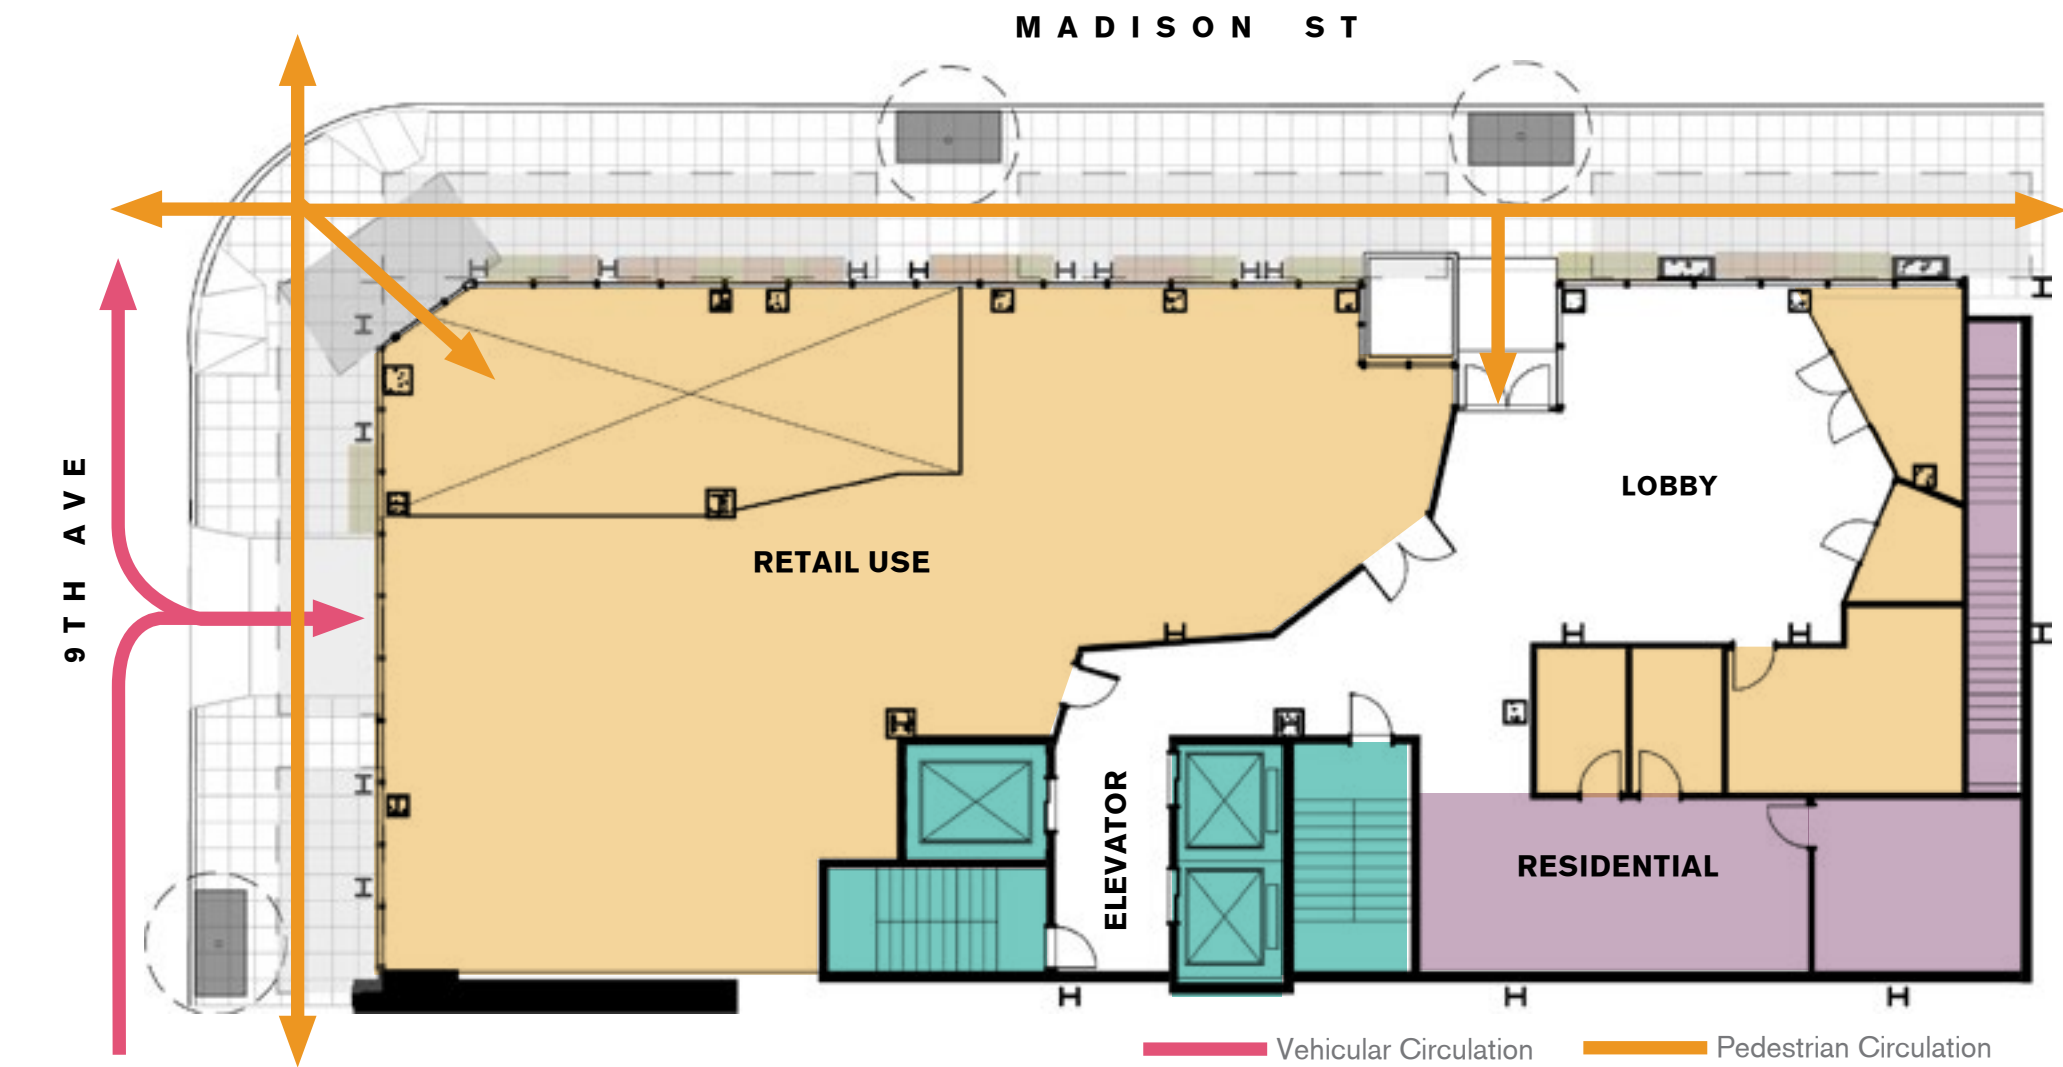 MADISON ST
9TH AVE
LOBBY
RETAIL USE
ELEVATOR
RESIDENTIAL
Vehicular Circulation
Pedestrian Circulation